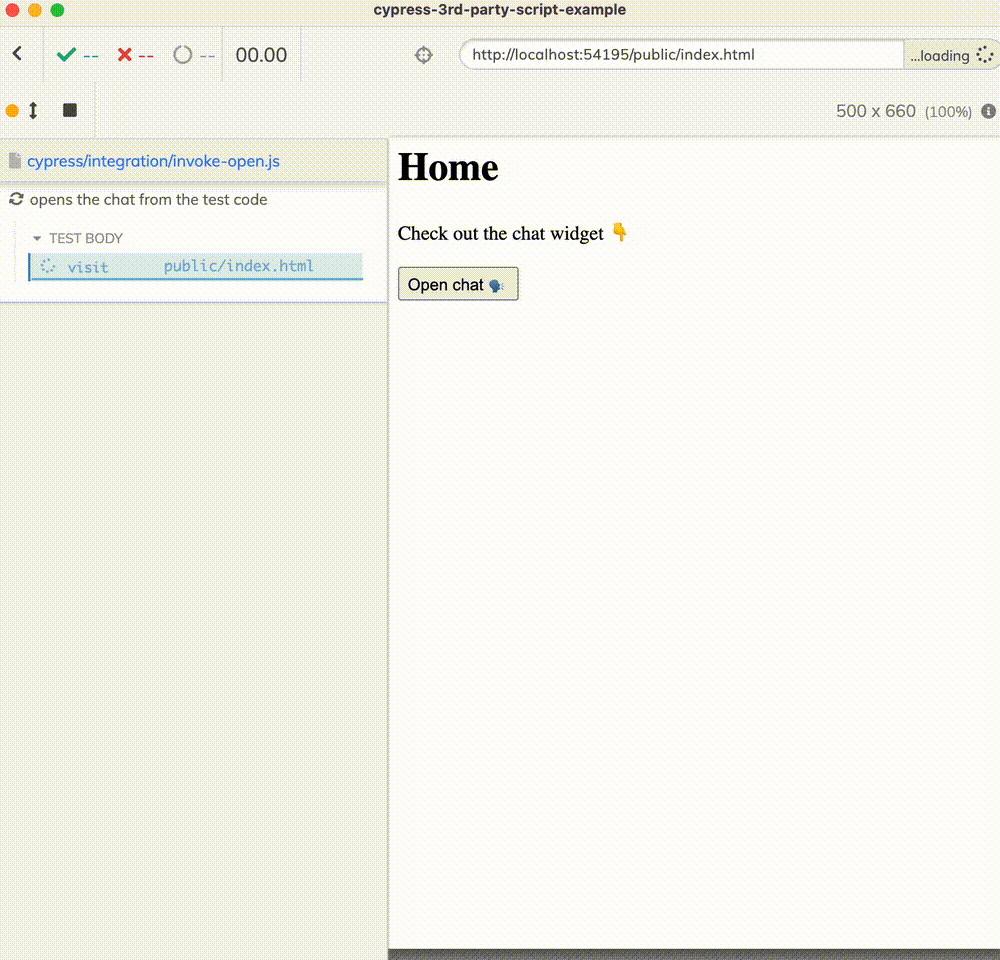 cypress-3rd-party-script-example
-- -- -- 00.00
http://localhost:54195/public/index.html
...loading
500 x 660 (100%)
cypress/integration/invoke-open.js
opens the chat from the test code
TEST BODY
visit public/index.html
Home
Check out the chat widget 👇
Open chat 🗣